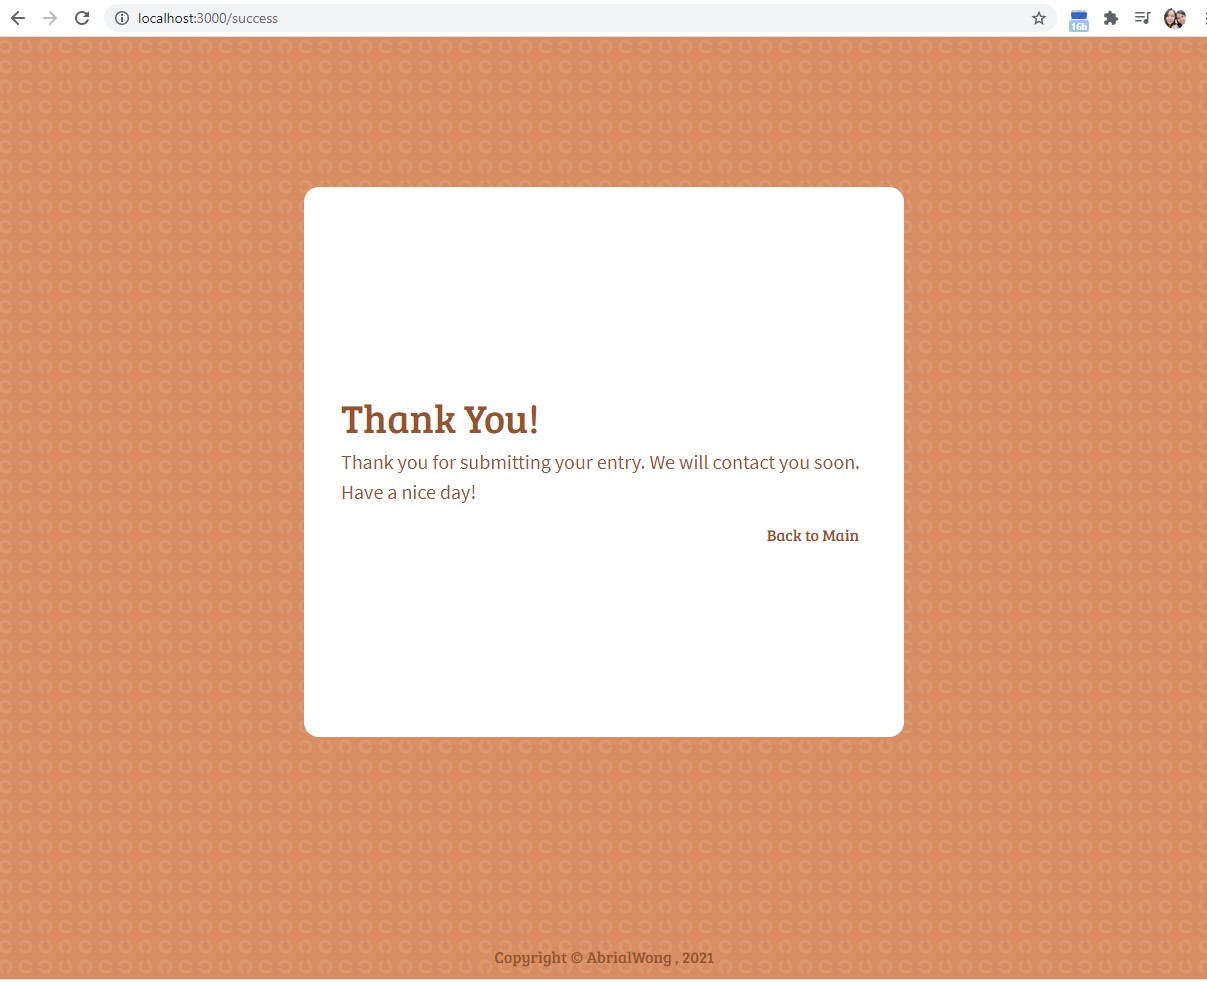 localhost:3000/success
16h
Thank You!
Thank you for submitting your entry. We will contact you soon.
Have a nice day!
Back to Main
Copyright © AbrialWong , 2021